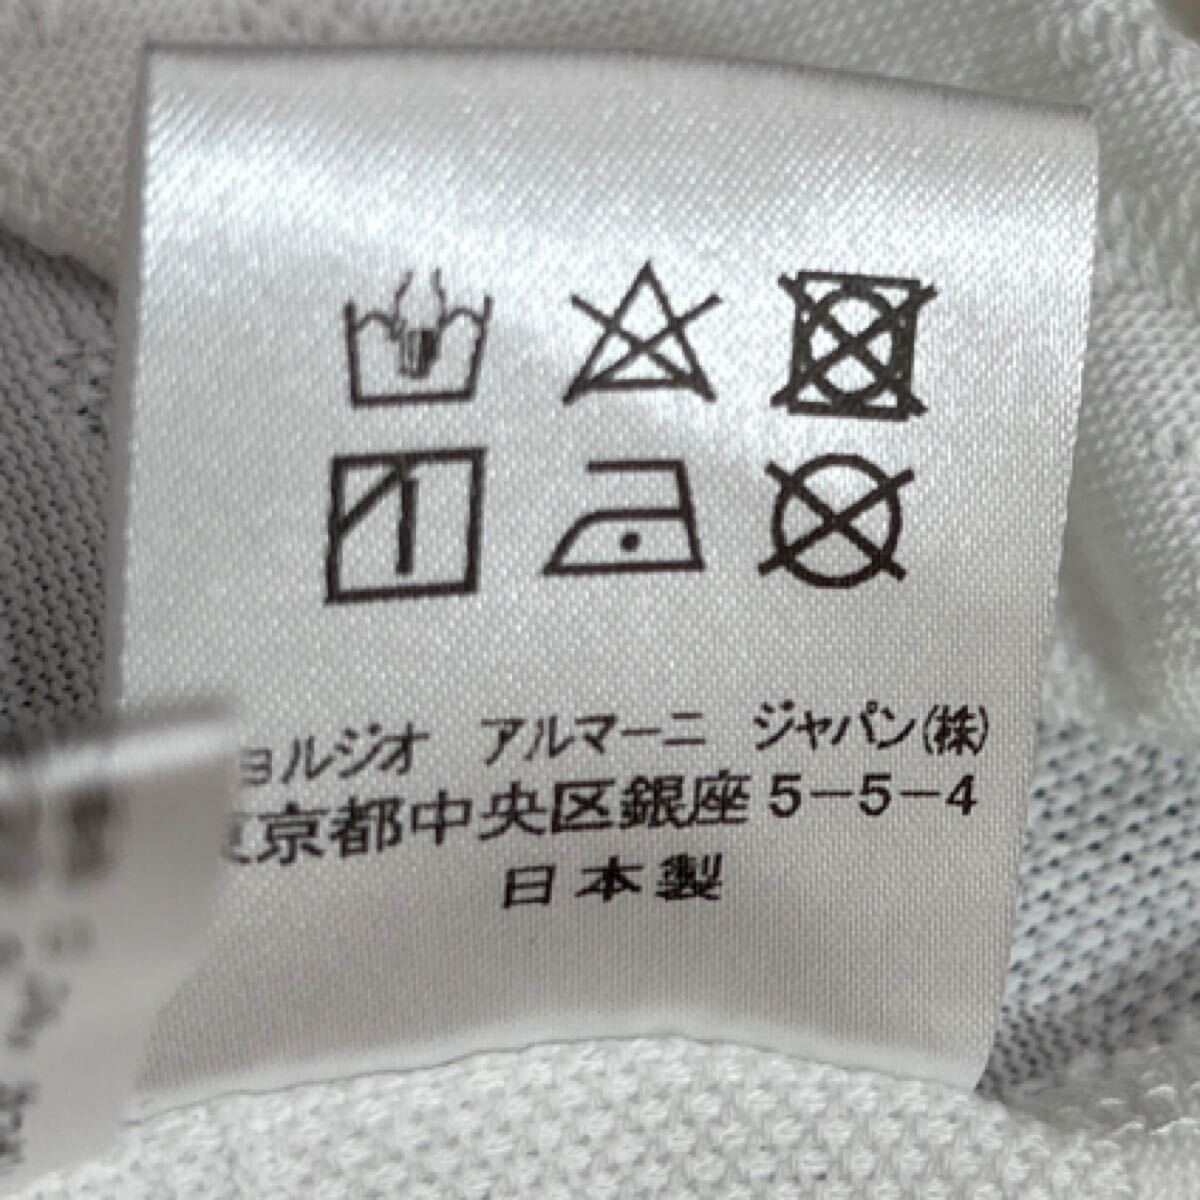 ョルジオ アルマーニ ジャパン(株)
京都中央区銀座5-5-4
日本製